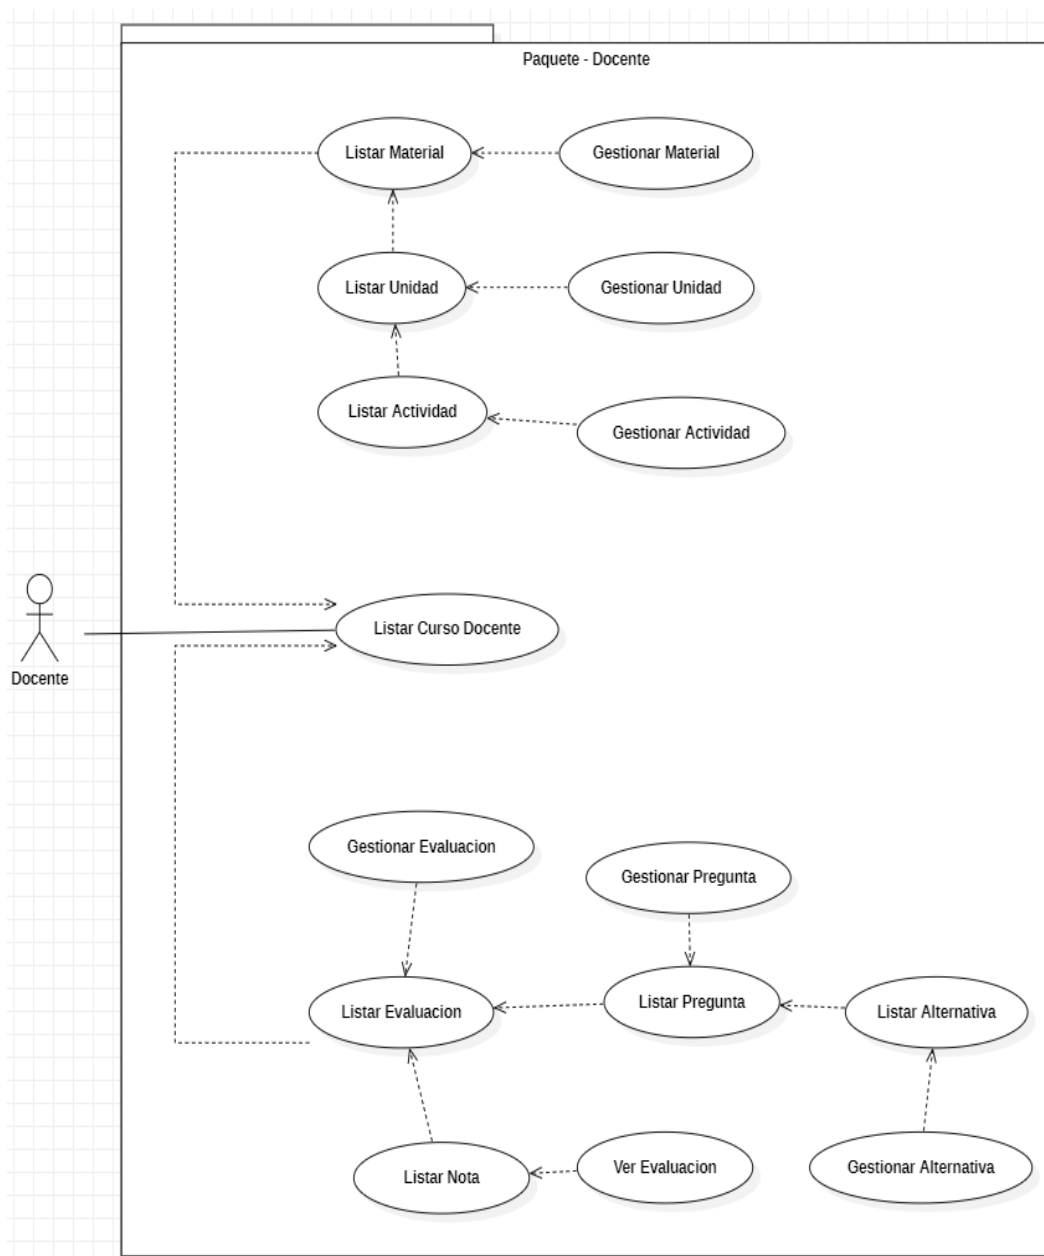 Paquete - Docente
Listar Material
Gestionar Material
Listar Unidad
Gestionar Unidad
Listar Actividad
Gestionar Actividad
Listar Curso Docente
Docente
Gestionar Evaluacion
Gestionar Pregunta
Listar Evaluacion
Listar Pregunta
Listar Alternativa
Listar Nota
Ver Evaluacion
Gestionar Alternativa